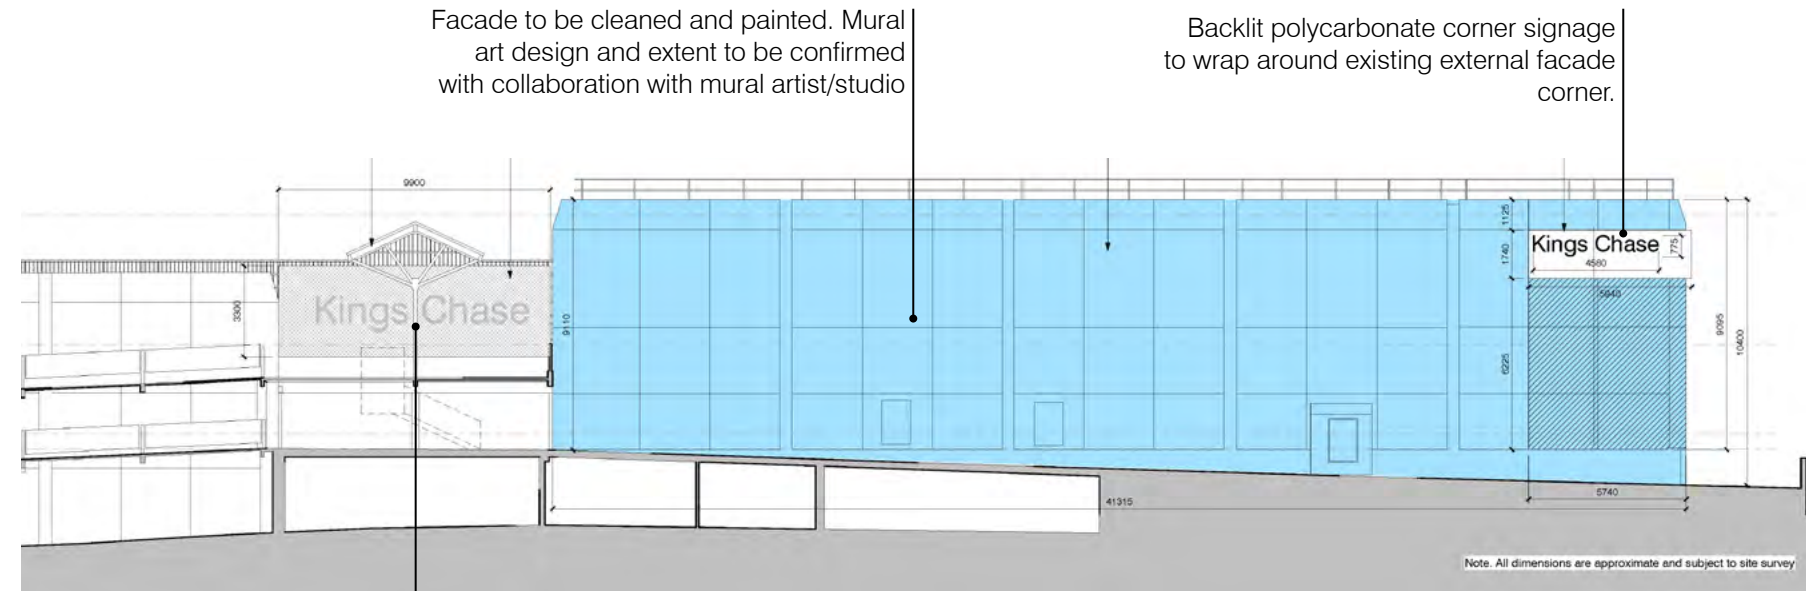 Facade to be cleaned and painted. Mural
art design and extent to be confirmed
with collaboration with mural artist/studio
Backlit polycarbonate corner signage
to wrap around existing external facade
corner.
9900
3300
Kings Chase
9110
1125
Kings Chase
775
1740
4580
5940
6225
9095
10400
5740
41315
Note. All dimensions are approximate and subject to site survey